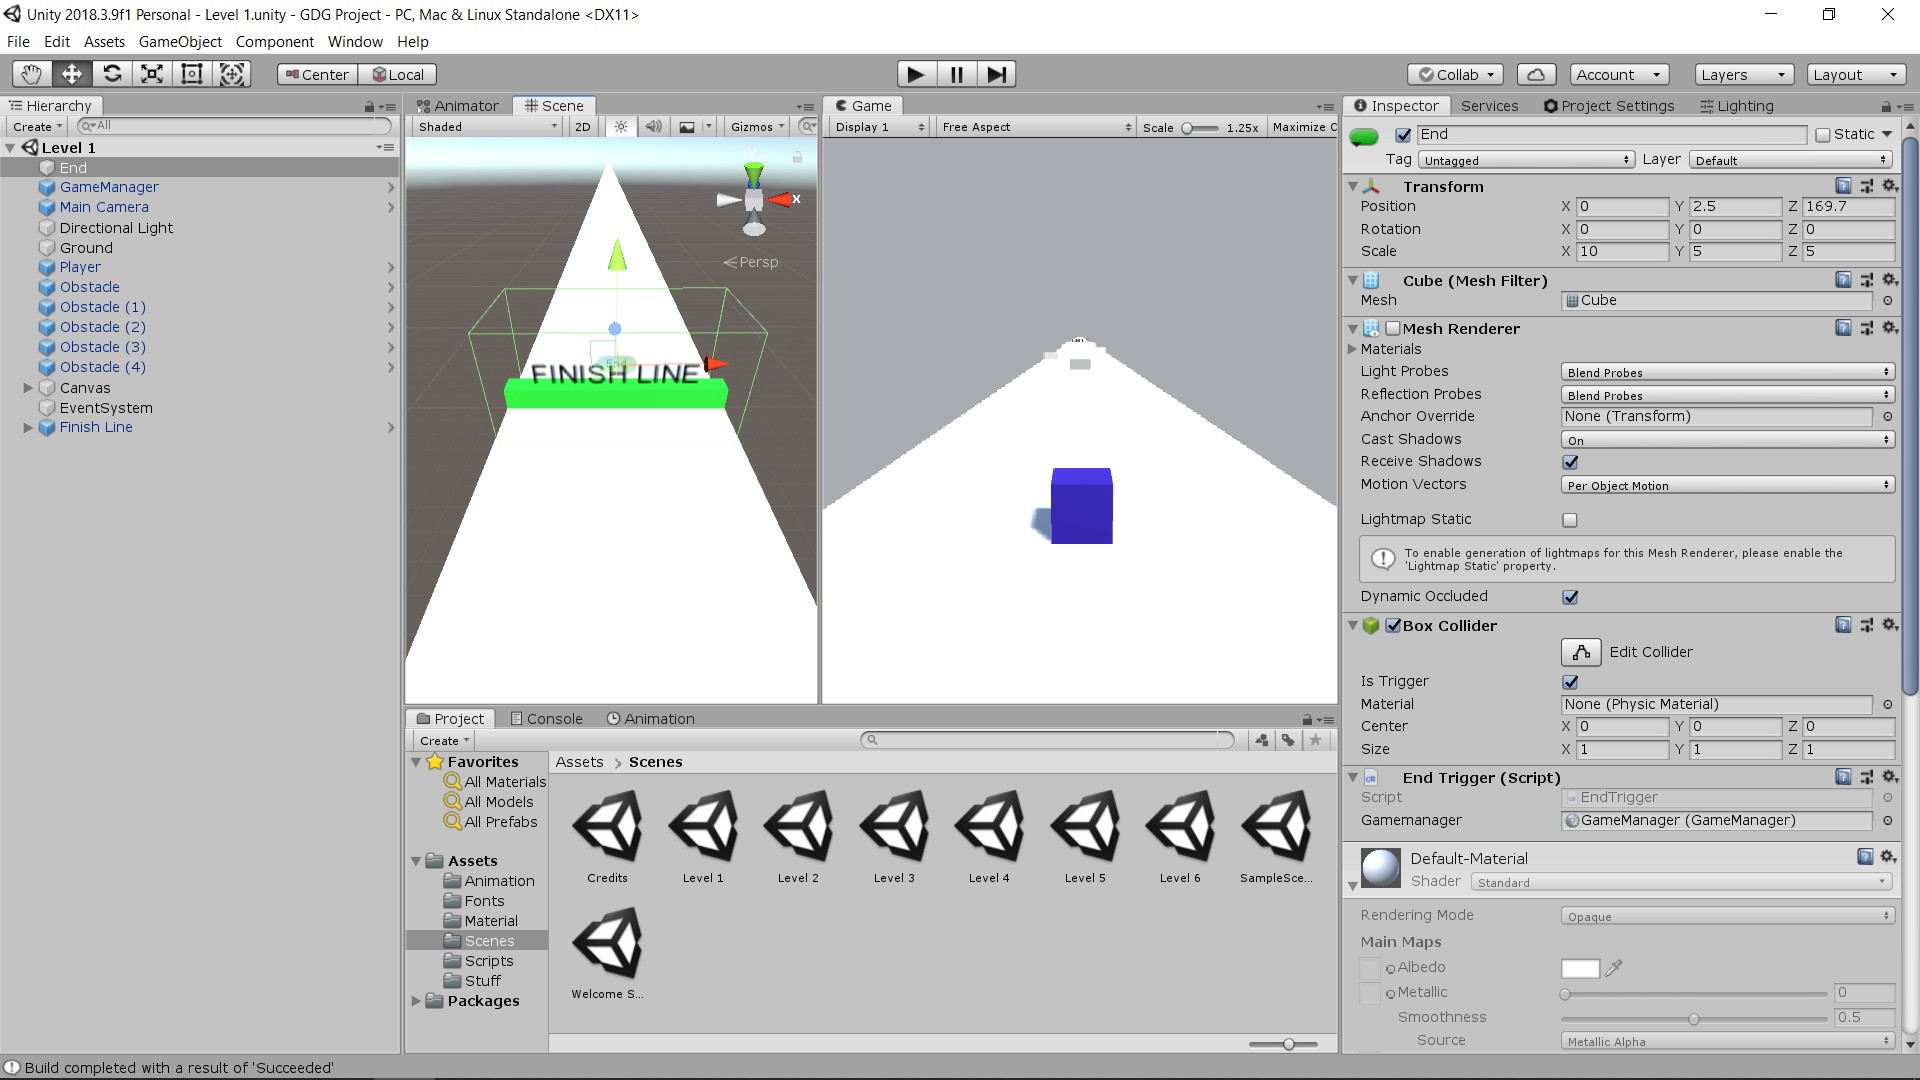 Unity 2018.3.9f1 Personal - Level 1.unity - GDG Project - PC, Mac & Linux Standalone <DX11>
File Edit Assets GameObject Component Window Help
Center Local
Collab Account Layers Layout
Hierarchy
Create All
Level 1
End
GameManager
Main Camera
Directional Light
Ground
Player
Obstacle
Obstacle (1)
Obstacle (2)
Obstacle (3)
Obstacle (4)
Canvas
EventSystem
Finish Line
Animator Scene
Shaded 2D Gizmos
y
x
Persp
End
FINISH LINE
Game
Display 1 Free Aspect Scale 1.25x Maximize O
Project Console Animation
Create
Favorites
All Materials
All Models
All Prefabs
Assets
Animation
Fonts
Material
Scenes
Scripts
Stuff
Packages
Assets > Scenes
Credits Level 1 Level 2 Level 3 Level 4 Level 5 Level 6 SampleSce...
Welcome S...
Inspector Services Project Settings Lighting
End Static
Tag Untagged Layer Default
Transform
Position X 0 Y 2.5 Z 169.7
Rotation X 0 Y 0 Z 0
Scale X 10 Y 5 Z 5
Cube (Mesh Filter)
Mesh Cube
Mesh Renderer
Materials
Light Probes Blend Probes
Reflection Probes Blend Probes
Anchor Override None (Transform)
Cast Shadows On
Receive Shadows
Motion Vectors Per Object Motion
Lightmap Static
To enable generation of lightmaps for this Mesh Renderer, please enable the
'Lightmap Static' property.
Dynamic Occluded
Box Collider
Edit Collider
Is Trigger
Material None (Physic Material)
Center X 0 Y 0 Z 0
Size X 1 Y 1 Z 1
End Trigger (Script)
Script EndTrigger
Gamemanager GameManager (GameManager)
Default-Material
Shader Standard
Rendering Mode Opaque
Main Maps
Albedo
Metallic 0
Smoothness 0.5
Source Metallic Alpha
Build completed with a result of 'Succeeded'